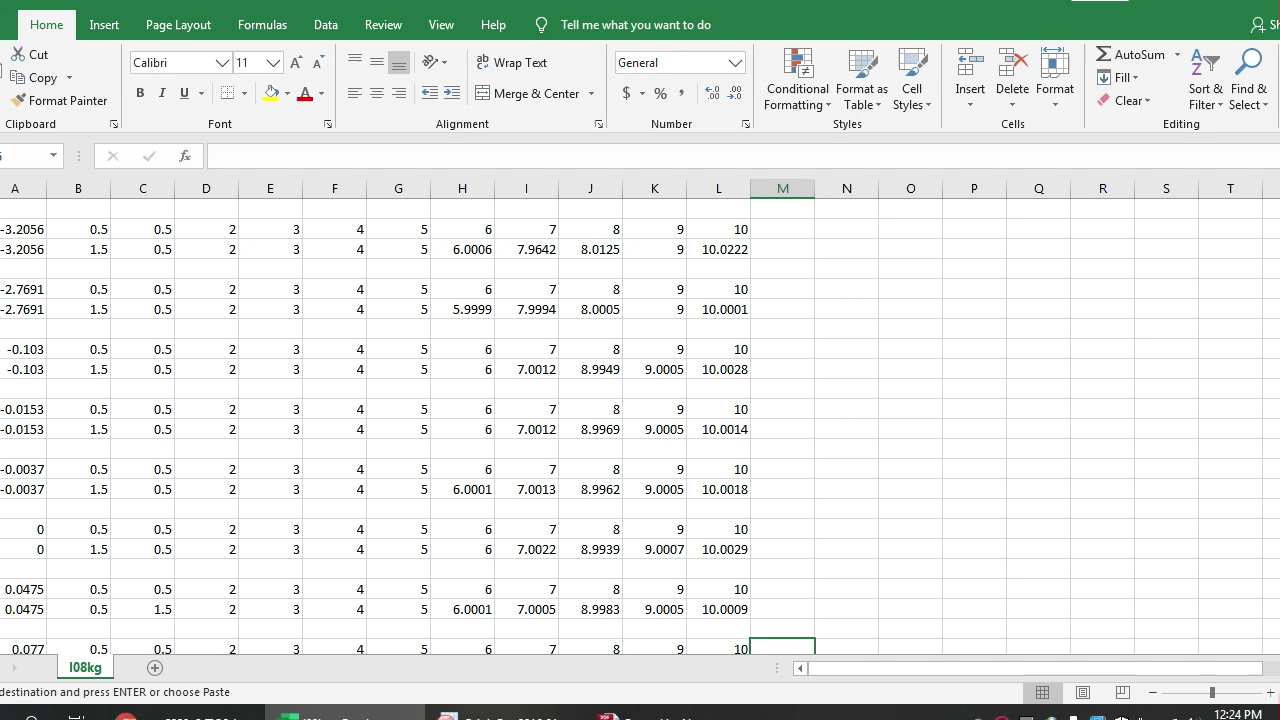 Home Insert Page Layout Formulas Data Review View Help Tell me what you want to do
Cut
Copy
Format Painter
Clipboard
Calibri 11 A A
B I U A
Font
ab Wrap Text
Merge & Center
Alignment
General
$ % , .00 .00
Number
Conditional Formatting
Format as Table
Cell Styles
Styles
Insert Delete Format
Cells
AutoSum
Fill
Clear
Sort & Filter
Find & Select
Editing
fx
A B C D E F G H I J K L M N O P Q R S T
-3.2056 0.5 0.5 2 3 4 5 6 7 8 9 10
-3.2056 1.5 0.5 2 3 4 5 6.0006 7.9642 8.0125 9 10.0222
-2.7691 0.5 0.5 2 3 4 5 6 7 8 9 10
-2.7691 1.5 0.5 2 3 4 5 5.9999 7.9994 8.0005 9 10.0001
-0.103 0.5 0.5 2 3 4 5 6 7 8 9 10
-0.103 1.5 0.5 2 3 4 5 6 7.0012 8.9949 9.0005 10.0028
-0.0153 0.5 0.5 2 3 4 5 6 7 8 9 10
-0.0153 1.5 0.5 2 3 4 5 6 7.0012 8.9969 9.0005 10.0014
-0.0037 0.5 0.5 2 3 4 5 6 7 8 9 10
-0.0037 1.5 0.5 2 3 4 5 6.0001 7.0013 8.9962 9.0005 10.0018
0 0.5 0.5 2 3 4 5 6 7 8 9 10
0 1.5 0.5 2 3 4 5 6 7.0022 8.9939 9.0007 10.0029
0.0475 0.5 0.5 2 3 4 5 6 7 8 9 10
0.0475 0.5 1.5 2 3 4 5 6.0001 7.0005 8.9983 9.0005 10.0009
0.077 0.5 0.5 2 3 4 5 6 7 8 9 10
l08kg
destination and press ENTER or choose Paste
12:24 PM